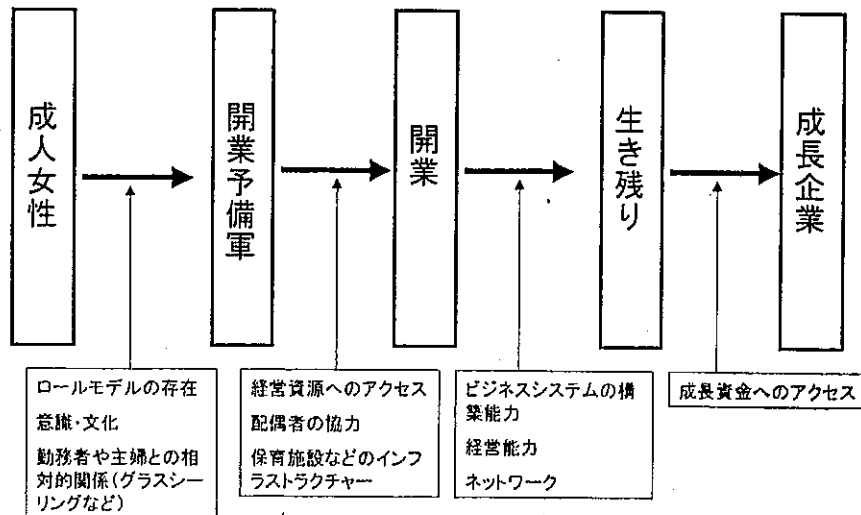 成人女性
開業予備軍
開業
生き残り
成長企業
ロールモデルの存在
意識・文化
勤務者や主婦との相
対的関係(グラスシー
リングなど)
経営資源へのアクセス
配偶者の協力
保育施設などのインフ
ラストラクチャー
ビジネスシステムの構
築能力
経営能力
ネットワーク
成長資金へのアクセス